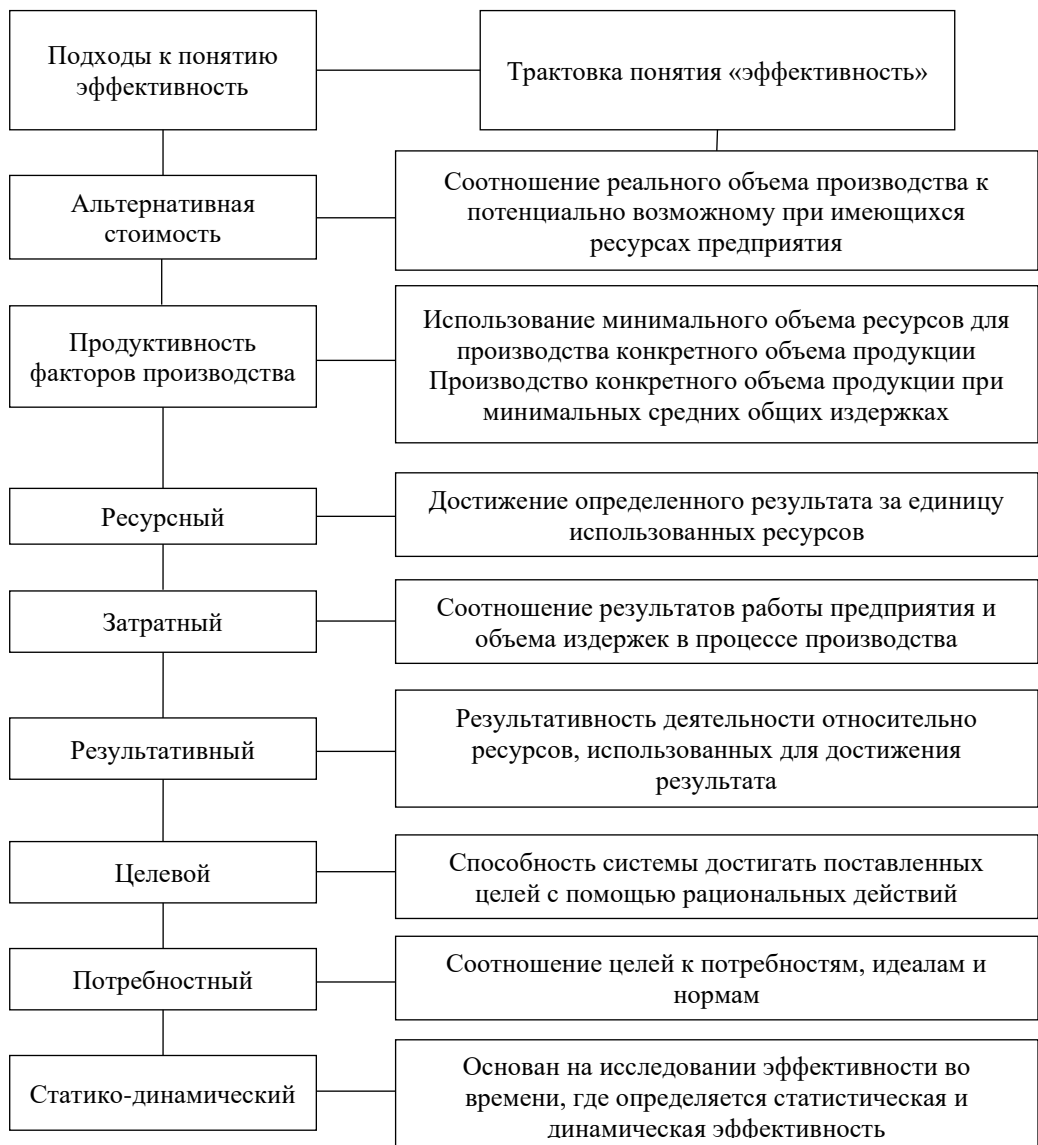 Подходы к понятию
эффективность
Трактовка понятия «эффективность»
Альтернативная
стоимость
Соотношение реального объема производства к
потенциально возможному при имеющихся
ресурсах предприятия
Продуктивность
факторов производства
Использование минимального объема ресурсов для
производства конкретного объема продукции
Производство конкретного объема продукции при
минимальных средних общих издержках
Ресурсный
Достижение определенного результата за единицу
использованных ресурсов
Затратный
Соотношение результатов работы предприятия и
объема издержек в процессе производства
Результативный
Результативность деятельности относительно
ресурсов, использованных для достижения
результата
Целевой
Способность системы достигать поставленных
целей с помощью рациональных действий
Потребностный
Соотношение целей к потребностям, идеалам и
нормам
Статико-динамический
Основан на исследовании эффективности во
времени, где определяется статистическая и
динамическая эффективность